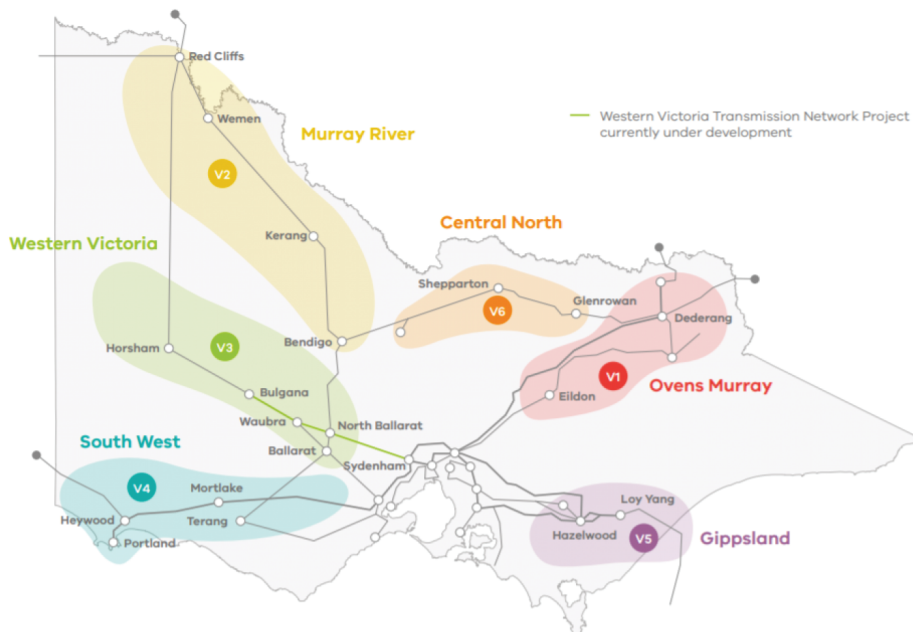 Red Cliffs
Wemen
Murray River
Western Victoria Transmission Network Project
currently under development
V2
Kerang
Central North
Western Victoria
Shepparton
Glenrowan
V6
Dederang
Horsham
V3
Bendigo
V1
Ovens Murray
Eildon
Bulgana
Waubra
North Ballarat
Ballarat
South West
Sydenham
V4
Mortlake
Heywood
Terang
Portland
Loy Yang
Hazelwood
V5
Gippsland